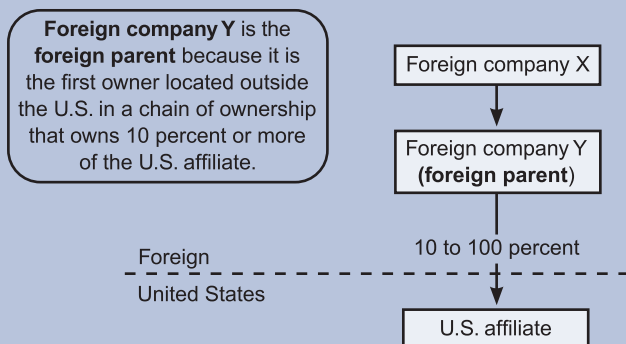 Foreign company Y is the
foreign parent because it is
the first owner located outside
the U.S. in a chain of ownership
that owns 10 percent or more
of the U.S. affiliate.
Foreign company X
Foreign company Y
(foreign parent)
10 to 100 percent
Foreign
United States
U.S. affiliate